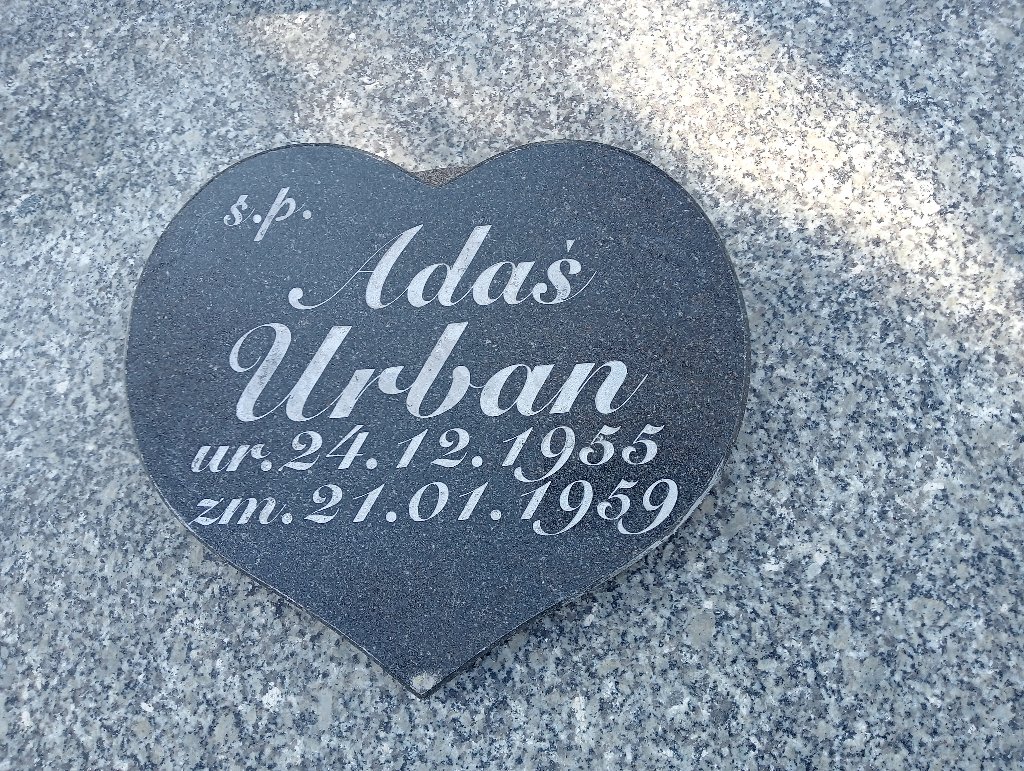 ś.p.
Adaś
Urban
ur. 24.12.1955
zm. 21.01.1959